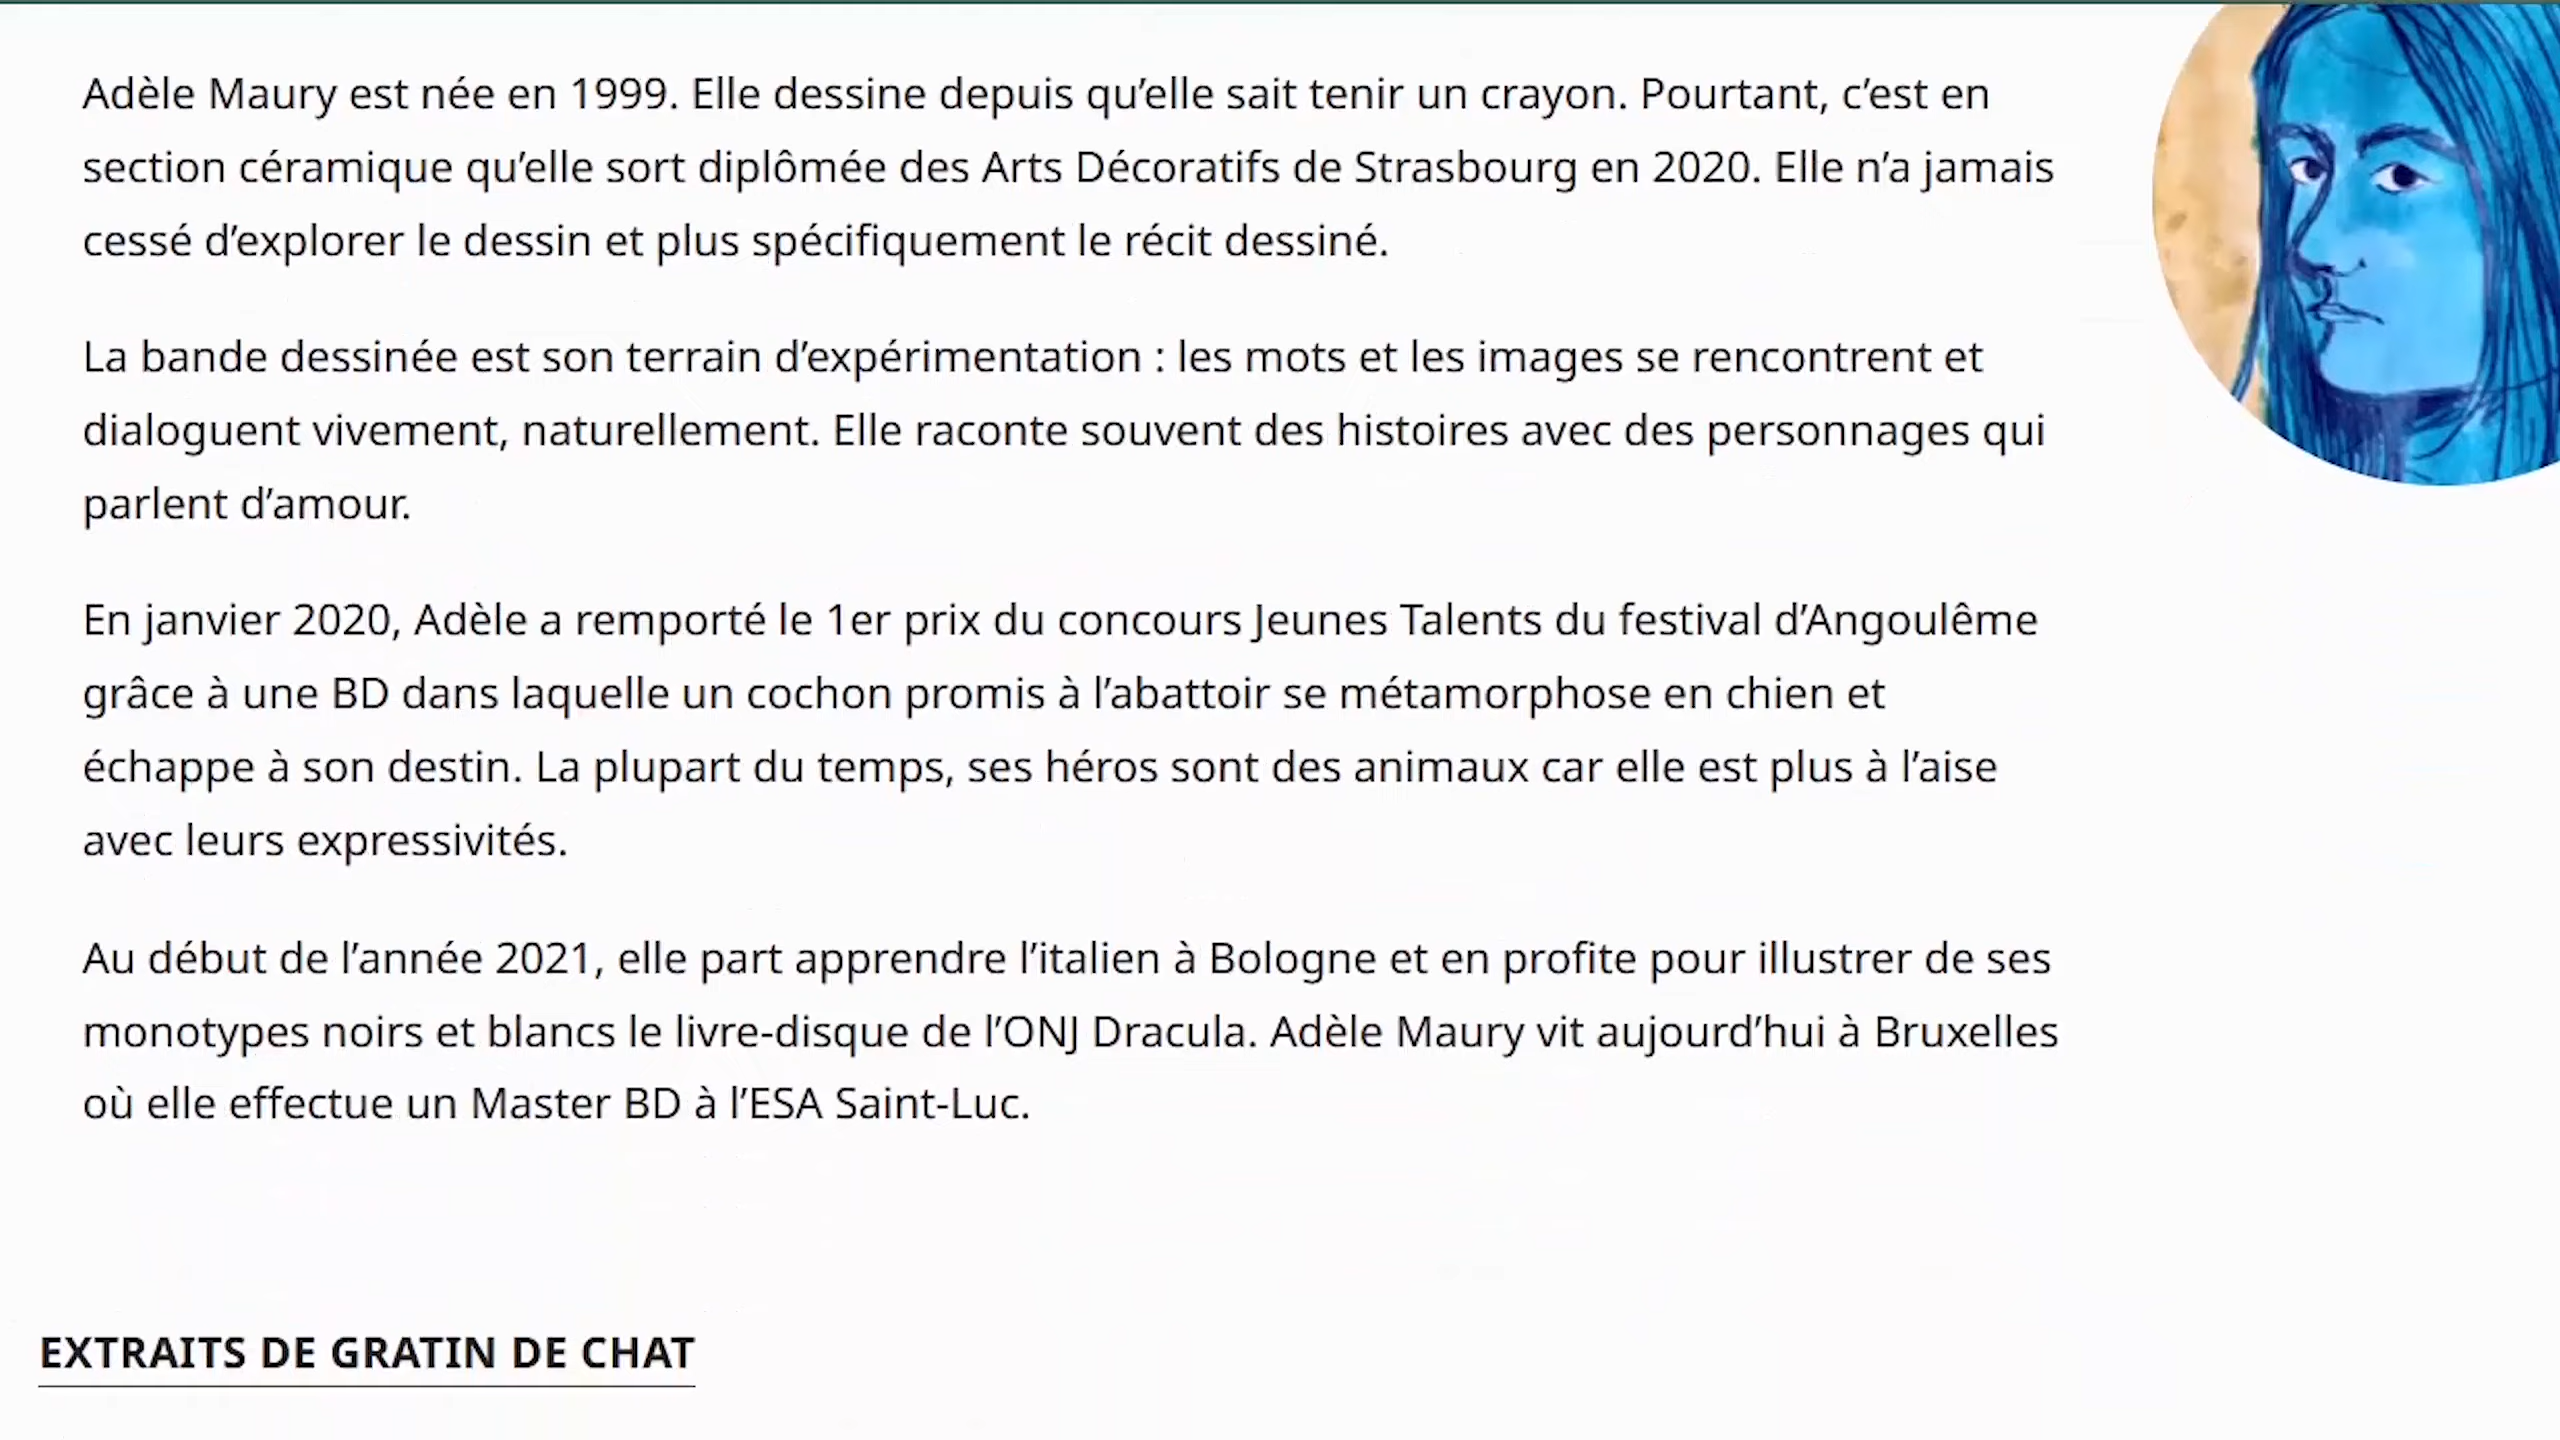 Adèle Maury est née en 1999. Elle dessine depuis qu’elle sait tenir un crayon. Pourtant, c’est en
section céramique qu’elle sort diplômée des Arts Décoratifs de Strasbourg en 2020. Elle n’a jamais
cessé d’explorer le dessin et plus spécifiquement le récit dessiné.
La bande dessinée est son terrain d’expérimentation : les mots et les images se rencontrent et
dialoguent vivement, naturellement. Elle raconte souvent des histoires avec des personnages qui
parlent d’amour.
En janvier 2020, Adèle a remporté le 1er prix du concours Jeunes Talents du festival d’Angoulême
grâce à une BD dans laquelle un cochon promis à l’abattoir se métamorphose en chien et
échappe à son destin. La plupart du temps, ses héros sont des animaux car elle est plus à l’aise
avec leurs expressivités.
Au début de l’année 2021, elle part apprendre l’italien à Bologne et en profite pour illustrer de ses
monotypes noirs et blancs le livre-disque de l’ONJ Dracula. Adèle Maury vit aujourd’hui à Bruxelles
où elle effectue un Master BD à l’ESA Saint-Luc.
EXTRAITS DE GRATIN DE CHAT